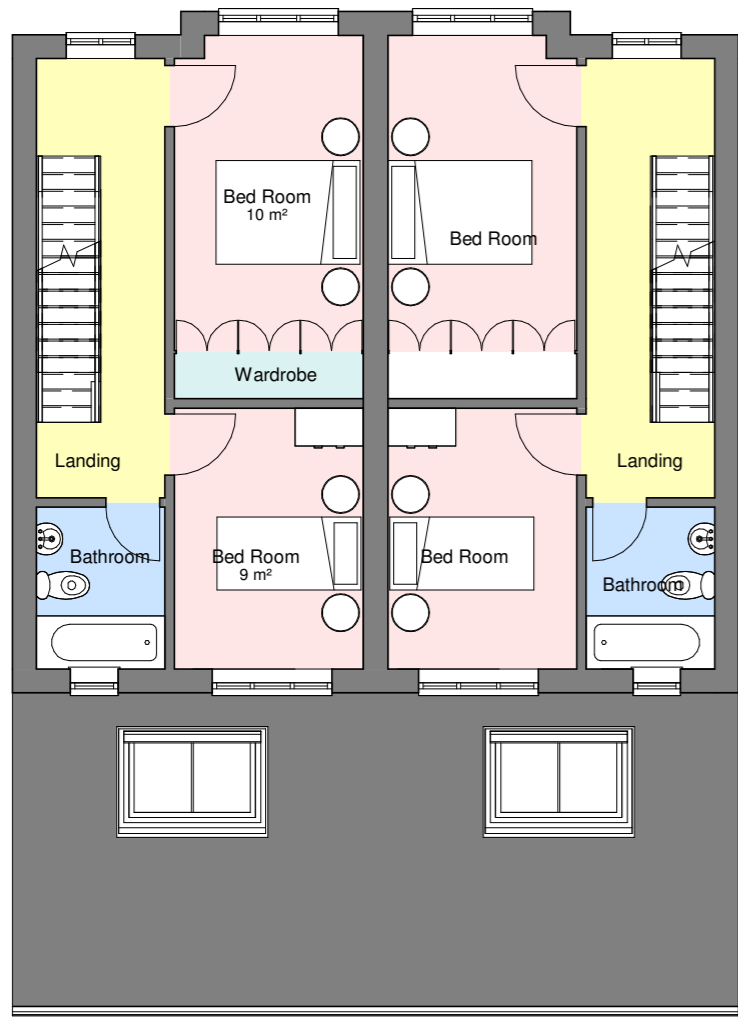 Bed Room
10 m²
Bed Room
Wardrobe
Landing
Landing
Bathroom
Bed Room
9 m²
Bed Room
Bathroom